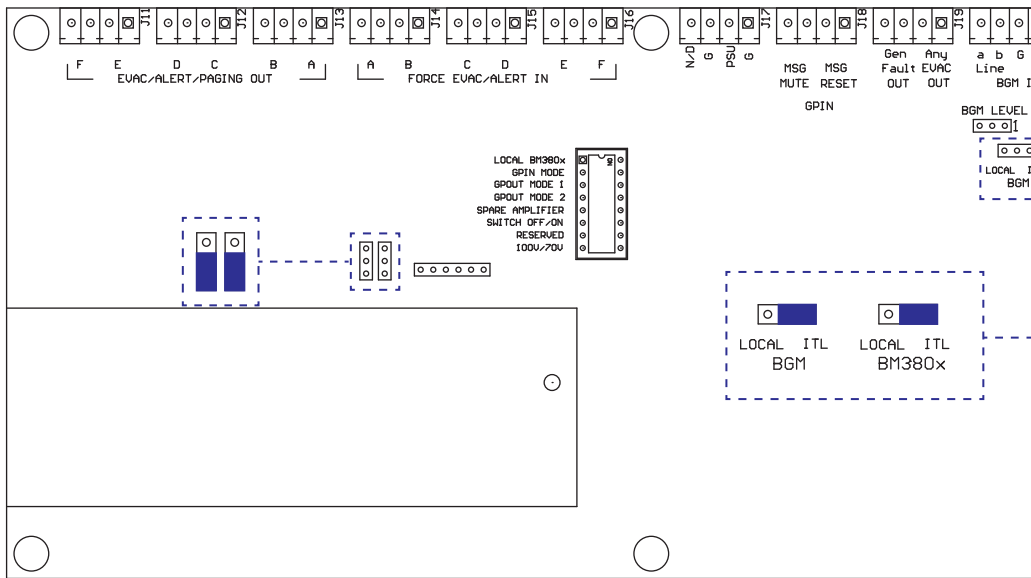 J11 J12 J13 J14 J15 J16 J17 J18 J19
F E D C B A
EVAC/ALERT/PAGING OUT
A B C D E F
FORCE EVAC/ALERT IN
N/D G PSU G
MSG MSG
MUTE RESET
GPIN
Gen Any
Fault EVAC
OUT OUT
a b G
Line
BGM I
BGM LEVEL
1
LOCAL I
BGM
LOCAL BM380x
GPIN MODE
GPOUT MODE 1
GPOUT MODE 2
SPARE AMPLIFIER
SWITCH OFF/ON
RESERVED
100V/70V
ON
LOCAL ITL
BGM
LOCAL ITL
BM380x